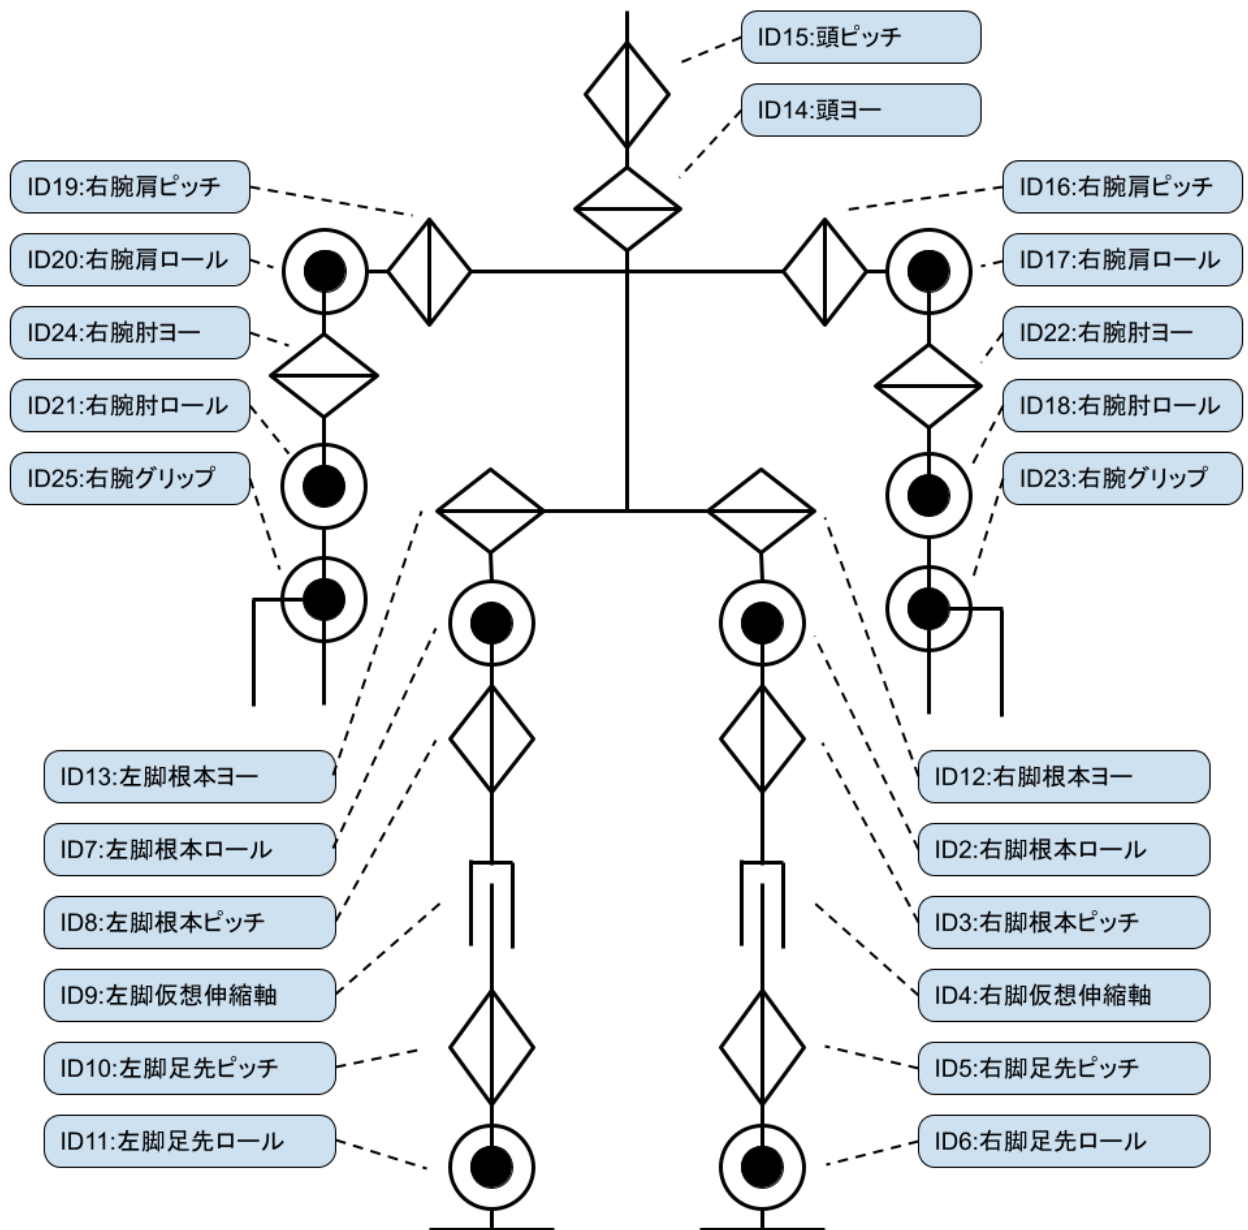 ID15:頭ピッチ
ID14:頭ヨー
ID19:右腕肩ピッチ
ID20:右腕肩ロール
ID24:右腕肘ヨー
ID21:右腕肘ロール
ID25:右腕グリップ
ID16:右腕肩ピッチ
ID17:右腕肩ロール
ID22:右腕肘ヨー
ID18:右腕肘ロール
ID23:右腕グリップ
ID13:左脚根本ヨー
ID7:左脚根本ロール
ID8:左脚根本ピッチ
ID9:左脚仮想伸縮軸
ID10:左脚足先ピッチ
ID11:左脚足先ロール
ID12:右脚根本ヨー
ID2:右脚根本ロール
ID3:右脚根本ピッチ
ID4:右脚仮想伸縮軸
ID5:右脚足先ピッチ
ID6:右脚足先ロール